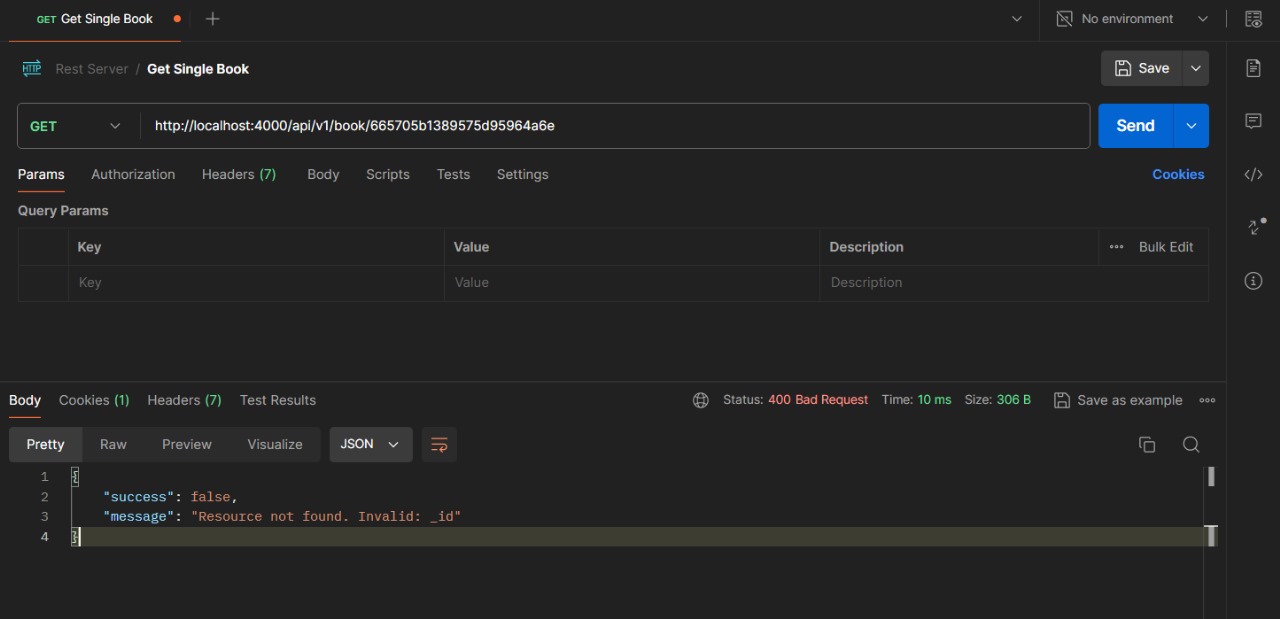 GET Get Single Book
No environment
HTTP Rest Server / Get Single Book
Save
GET http://localhost:4000/api/v1/book/665705b1389575d95964a6e
Send
Params Authorization Headers (7) Body Scripts Tests Settings Cookies
Query Params
Key Value Description Bulk Edit
Key Value Description
Body Cookies (1) Headers (7) Test Results Status: 400 Bad Request Time: 10 ms Size: 306 B Save as example
Pretty Raw Preview Visualize JSON
1 {
2 "success": false,
3 "message": "Resource not found. Invalid: _id"
4 }